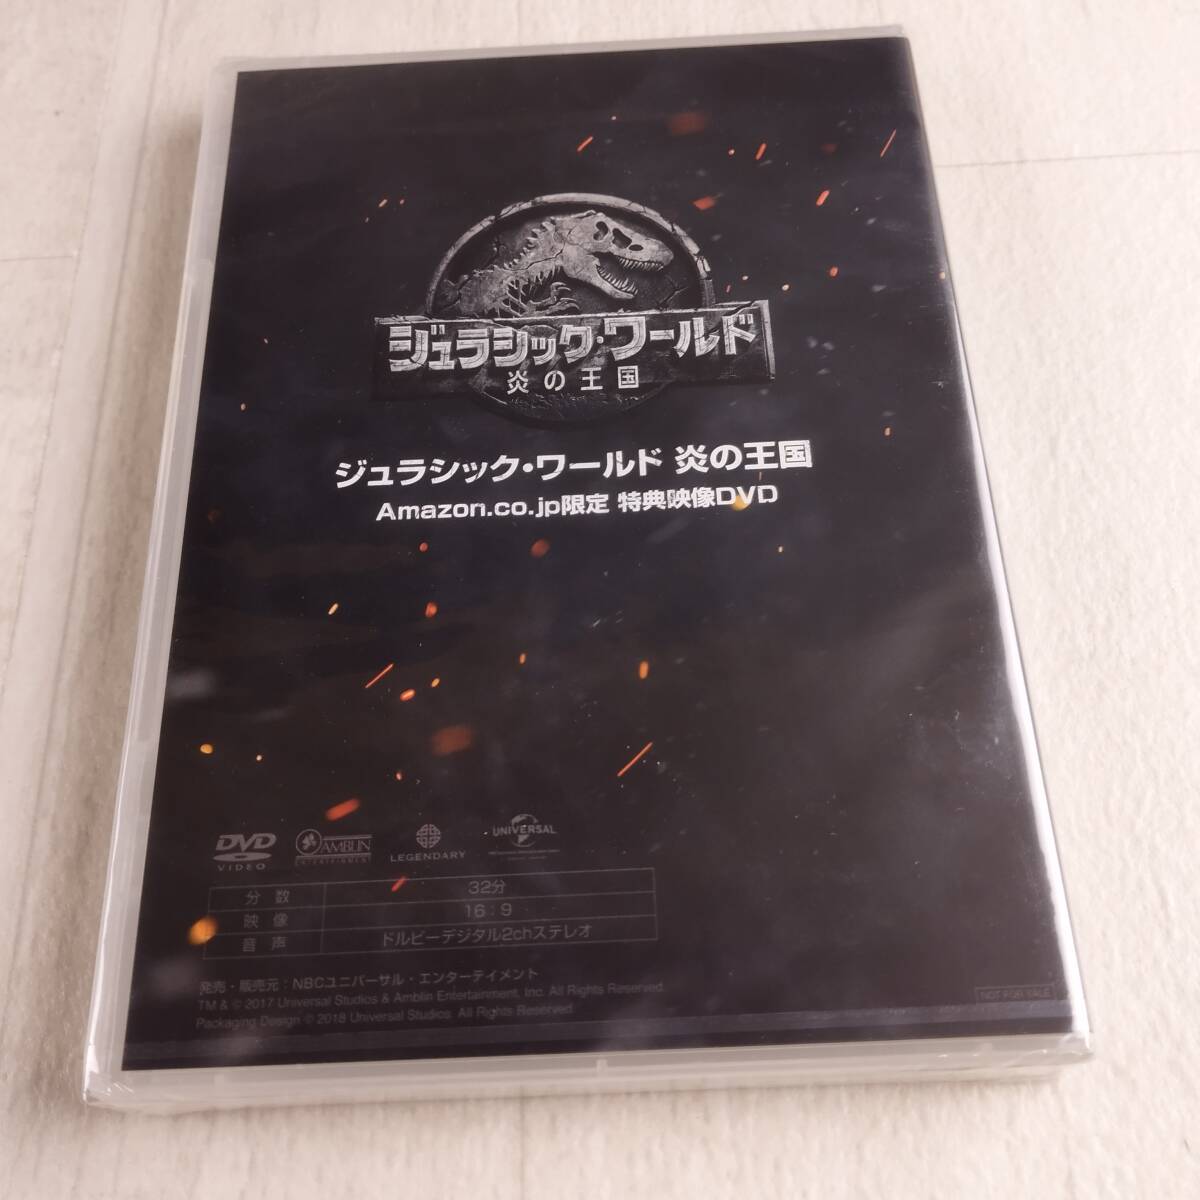 ジュラシック・ワールド
炎の王国
ジュラシック・ワールド 炎の王国
Amazon.co.jp限定 特典映像DVD
DVD
VIDEO
AMBLIN
ENTERTAINMENT
LEGENDARY
UNIVERSAL
分 数 32分
映 像 16:9
音 声 ドルビーデジタル2chステレオ
発売・販売元：NBCユニバーサル・エンターテイメント
TM & © 2017 Universal Studios & Amblin Entertainment, Inc. All Rights Reserved.
Packaging Design © 2018 Universal Studios. All Rights Reserved.
NOT FOR SALE